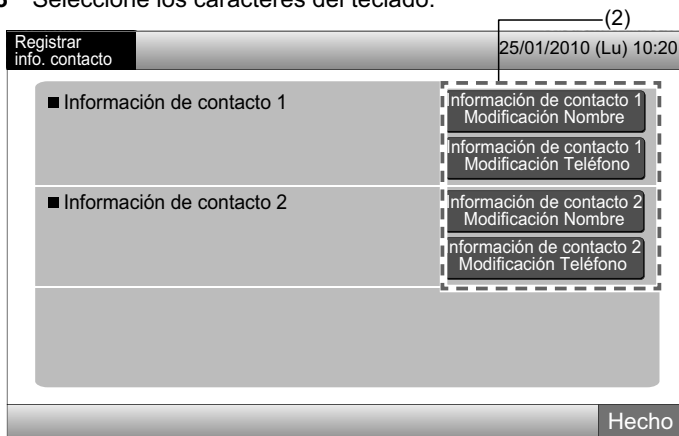 Seleccione los caracteres del teclado.
(2)
Registrar
info. contacto
25/01/2010 (Lu) 10:20
■ Información de contacto 1
Información de contacto 1
Modificación Nombre
Información de contacto 1
Modificación Teléfono
■ Información de contacto 2
Información de contacto 2
Modificación Nombre
Información de contacto 2
Modificación Teléfono
Hecho